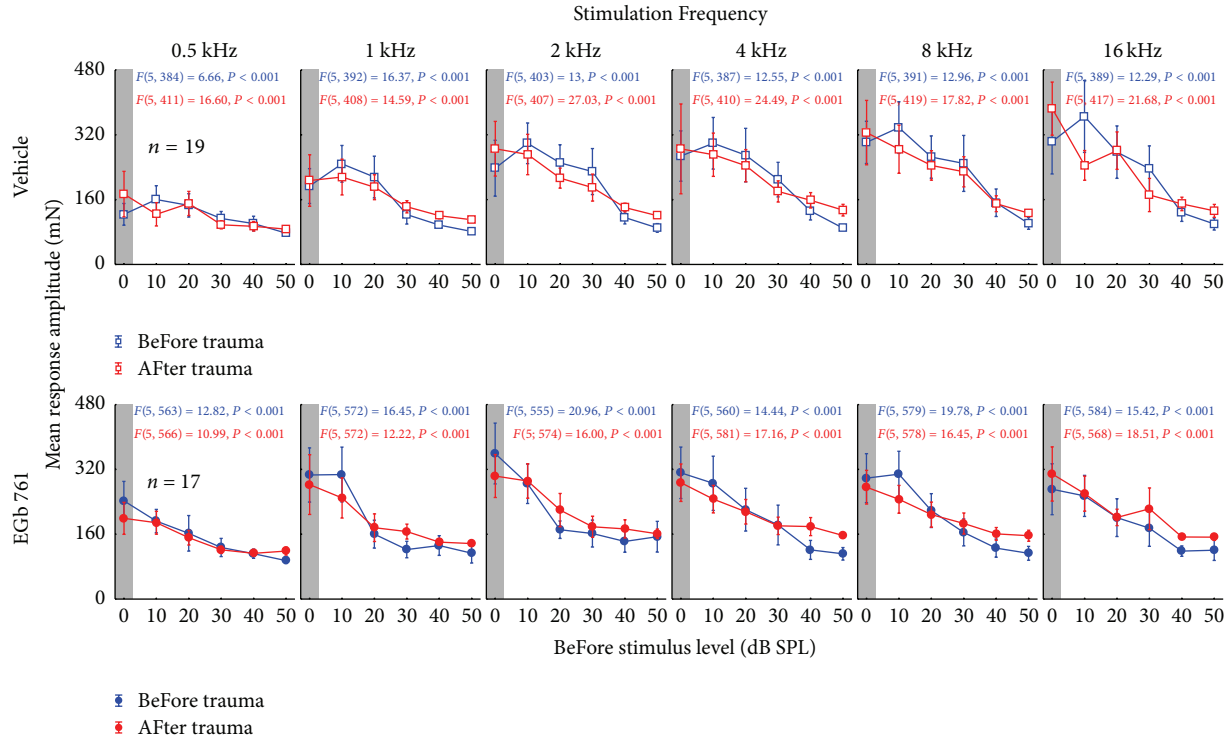 Stimulation Frequency
0.5 kHz 1 kHz 2 kHz 4 kHz 8 kHz 16 kHz
Vehicle
Mean response amplitude (mN)
480
320
160
0
F(5, 384) = 6.66, P < 0.001
F(5, 411) = 16.60, P < 0.001
n = 19
F(5, 392) = 16.37, P < 0.001
F(5, 408) = 14.59, P < 0.001
F(5, 403) = 13, P < 0.001
F(5, 407) = 27.03, P < 0.001
F(5, 387) = 12.55, P < 0.001
F(5, 410) = 24.49, P < 0.001
F(5, 391) = 12.96, P < 0.001
F(5, 419) = 17.82, P < 0.001
F(5, 389) = 12.29, P < 0.001
F(5, 417) = 21.68, P < 0.001
0 10 20 30 40 50 0 10 20 30 40 50 0 10 20 30 40 50 0 10 20 30 40 50 0 10 20 30 40 50 0 10 20 30 40 50
BeFore trauma
AFter trauma
EGb 761
480
320
160
0
F(5, 563) = 12.82, P < 0.001
F(5, 566) = 10.99, P < 0.001
n = 17
F(5, 572) = 16.45, P < 0.001
F(5, 572) = 12.22, P < 0.001
F(5, 555) = 20.96, P < 0.001
F(5; 574) = 16.00, P < 0.001
F(5, 560) = 14.44, P < 0.001
F(5, 581) = 17.16, P < 0.001
F(5, 579) = 19.78, P < 0.001
F(5, 578) = 16.45, P < 0.001
F(5, 584) = 15.42, P < 0.001
F(5, 568) = 18.51, P < 0.001
0 10 20 30 40 50 0 10 20 30 40 50 0 10 20 30 40 50 0 10 20 30 40 50 0 10 20 30 40 50 0 10 20 30 40 50
BeFore stimulus level (dB SPL)
BeFore trauma
AFter trauma